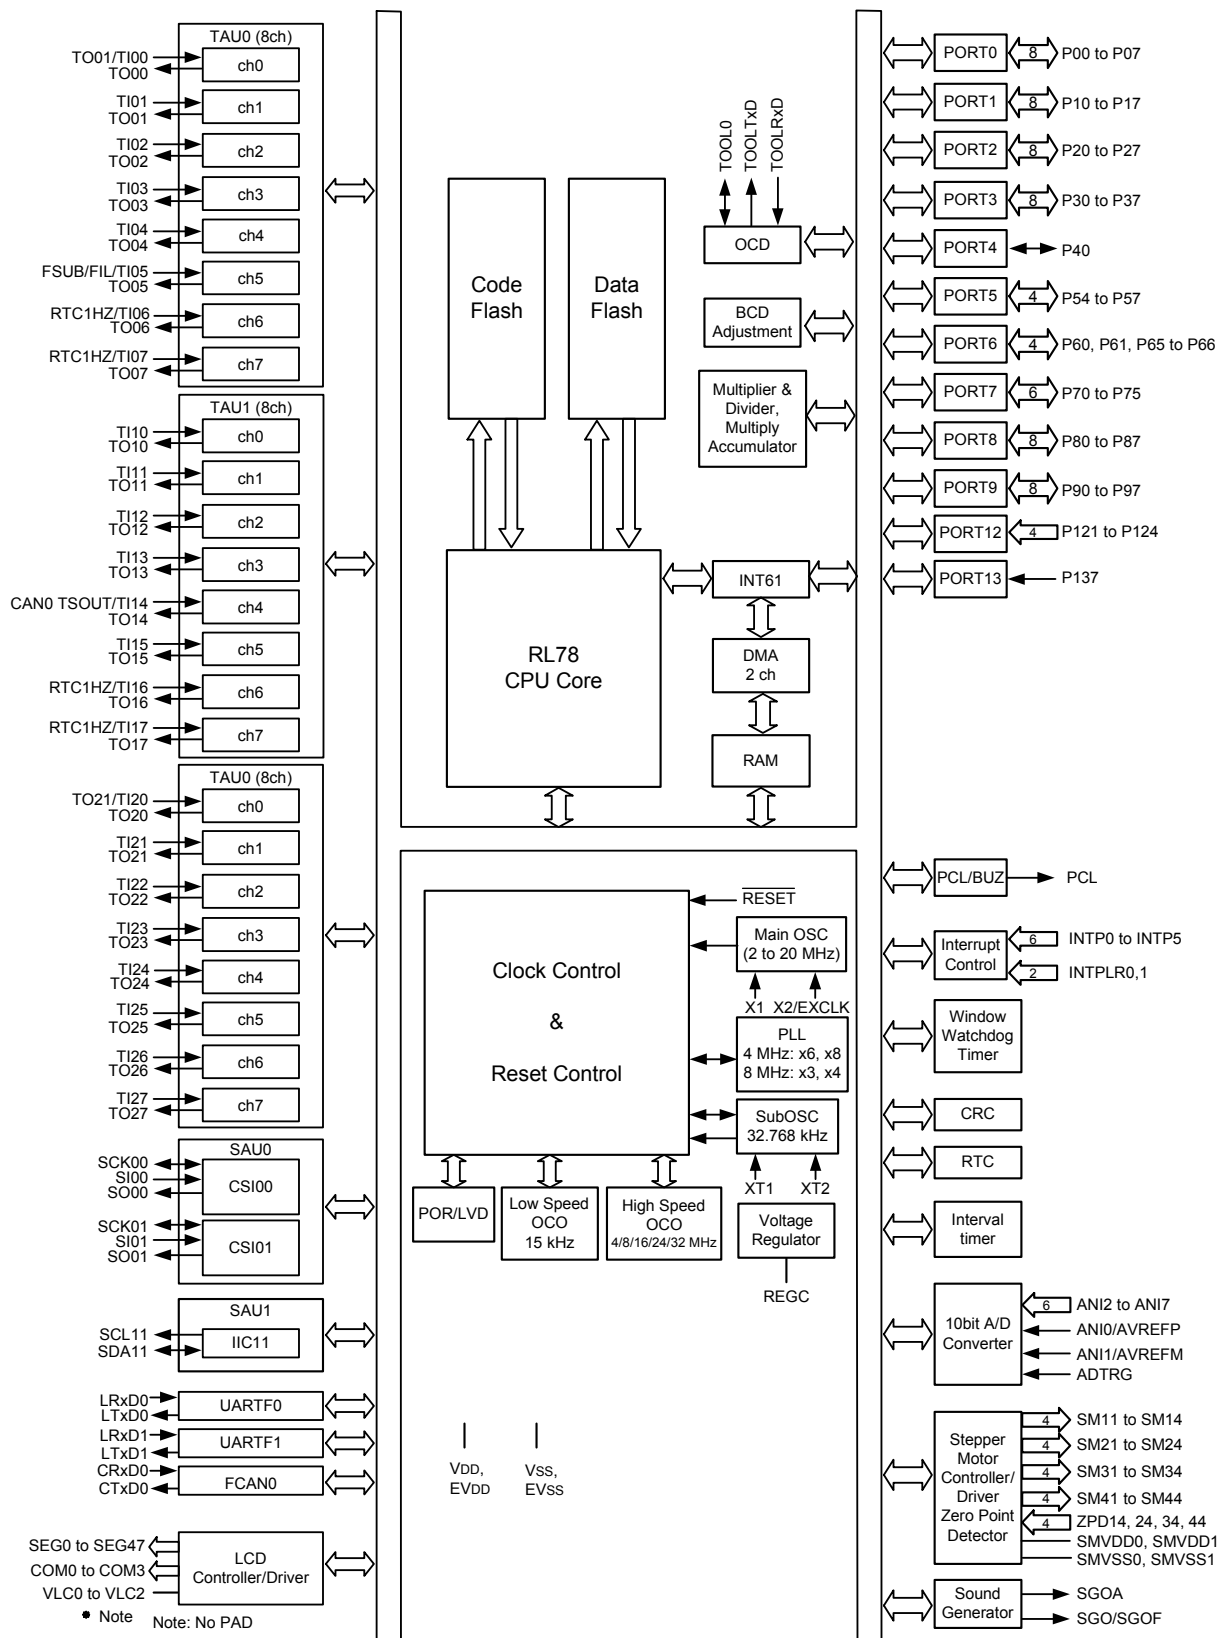 TAU0 (8ch)
TO01/TI00
TO00
ch0
TI01
TO01
ch1
TI02
TO02
ch2
TI03
TO03
ch3
TI04
TO04
ch4
FSUB/FIL/TI05
TO05
ch5
RTC1HZ/TI06
TO06
ch6
RTC1HZ/TI07
TO07
ch7
TAU1 (8ch)
TI10
TO10
ch0
TI11
TO11
ch1
TI12
TO12
ch2
TI13
TO13
ch3
CAN0 TSOUT/TI14
TO14
ch4
TI15
TO15
ch5
RTC1HZ/TI16
TO16
ch6
RTC1HZ/TI17
TO17
ch7
TAU0 (8ch)
TO21/TI20
TO20
ch0
TI21
TO21
ch1
TI22
TO22
ch2
TI23
TO23
ch3
TI24
TO24
ch4
TI25
TO25
ch5
TI26
TO26
ch6
TI27
TO27
ch7
SAU0
SCK00
SI00
SO00
CSI00
SCK01
SI01
SO01
CSI01
SAU1
SCL11
SDA11
IIC11
LRxD0
LTxD0
UARTF0
LRxD1
LTxD1
UARTF1
CRxD0
CTxD0
FCAN0
SEG0 to SEG47
COM0 to COM3
VLC0 to VLC2
LCD
Controller/Driver
● Note
Note: No PAD
Code
Flash
Data
Flash
TOOL0
TOOLTxD
TOOLRxD
OCD
BCD
Adjustment
Multiplier &
Divider,
Multiply
Accumulator
RL78
CPU Core
INT61
DMA
2 ch
RAM
Clock Control
&
Reset Control
RESET
Main OSC
(2 to 20 MHz)
X1
X2/EXCLK
PLL
4 MHz: x6, x8
8 MHz: x3, x4
SubOSC
32.768 kHz
XT1
XT2
POR/LVD
Low Speed
OCO
15 kHz
High Speed
OCO
4/8/16/24/32 MHz
Voltage
Regulator
REGC
VDD,
EVDD
VSS,
EVSS
PORT0
8
P00 to P07
PORT1
8
P10 to P17
PORT2
8
P20 to P27
PORT3
8
P30 to P37
PORT4
P40
PORT5
4
P54 to P57
PORT6
4
P60, P61, P65 to P66
PORT7
6
P70 to P75
PORT8
8
P80 to P87
PORT9
8
P90 to P97
PORT12
4
P121 to P124
PORT13
P137
PCL/BUZ
PCL
Interrupt
Control
6
INTP0 to INTP5
2
INTPLR0,1
Window
Watchdog
Timer
CRC
RTC
Interval
timer
10bit A/D
Converter
6
ANI2 to ANI7
ANI0/AVREFP
ANI1/AVREFM
ADTRG
Stepper
Motor
Controller/
Driver
Zero Point
Detector
4
SM11 to SM14
4
SM21 to SM24
4
SM31 to SM34
4
SM41 to SM44
4
ZPD14, 24, 34, 44
SMVDD0, SMVDD1
SMVSS0, SMVSS1
Sound
Generator
SGOA
SGO/SGOF